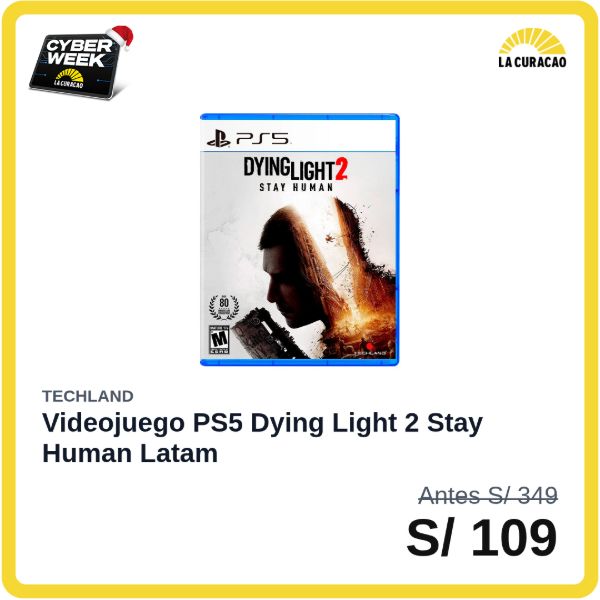 CYBER
WEEK
LA CURACAO
LA CURACAO
PS5
DYING LIGHT 2
STAY HUMAN
80
M
TECHLAND
TECHLAND
Videojuego PS5 Dying Light 2 Stay
Human Latam
Antes S/ 349
S/ 109